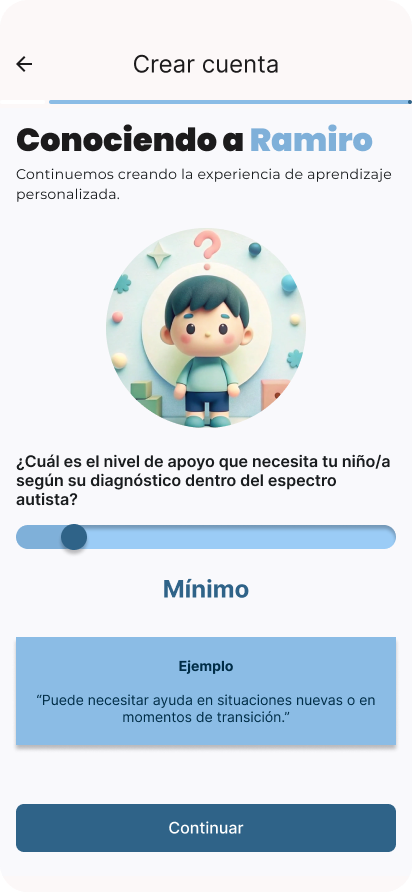 Crear cuenta
Conociendo a Ramiro
Continuemos creando la experiencia de aprendizaje
personalizada.
?
¿Cuál es el nivel de apoyo que necesita tu niño/a
según su diagnóstico dentro del espectro
autista?
Mínimo
Ejemplo
“Puede necesitar ayuda en situaciones nuevas o en
momentos de transición.”
Continuar